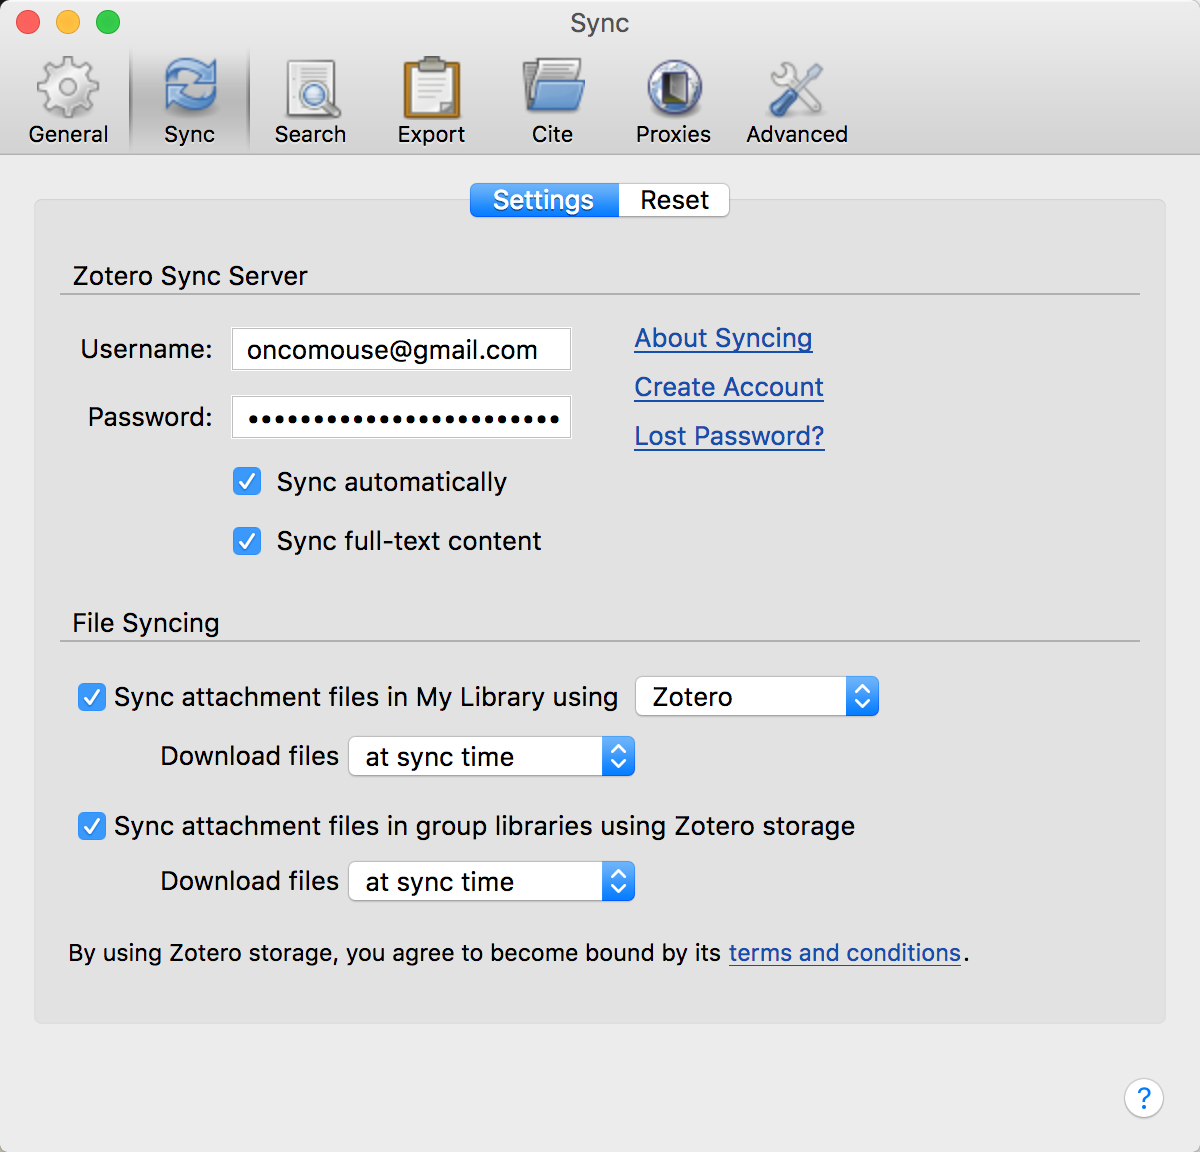 Sync
General Sync Search Export Cite Proxies Advanced
Settings Reset
Zotero Sync Server
Username: oncomouse@gmail.com About Syncing
Create Account
Password: ••••••••••••••••••••••••
Lost Password?
Sync automatically
Sync full-text content
File Syncing
Sync attachment files in My Library using Zotero
Download files at sync time
Sync attachment files in group libraries using Zotero storage
Download files at sync time
By using Zotero storage, you agree to become bound by its terms and conditions.
?